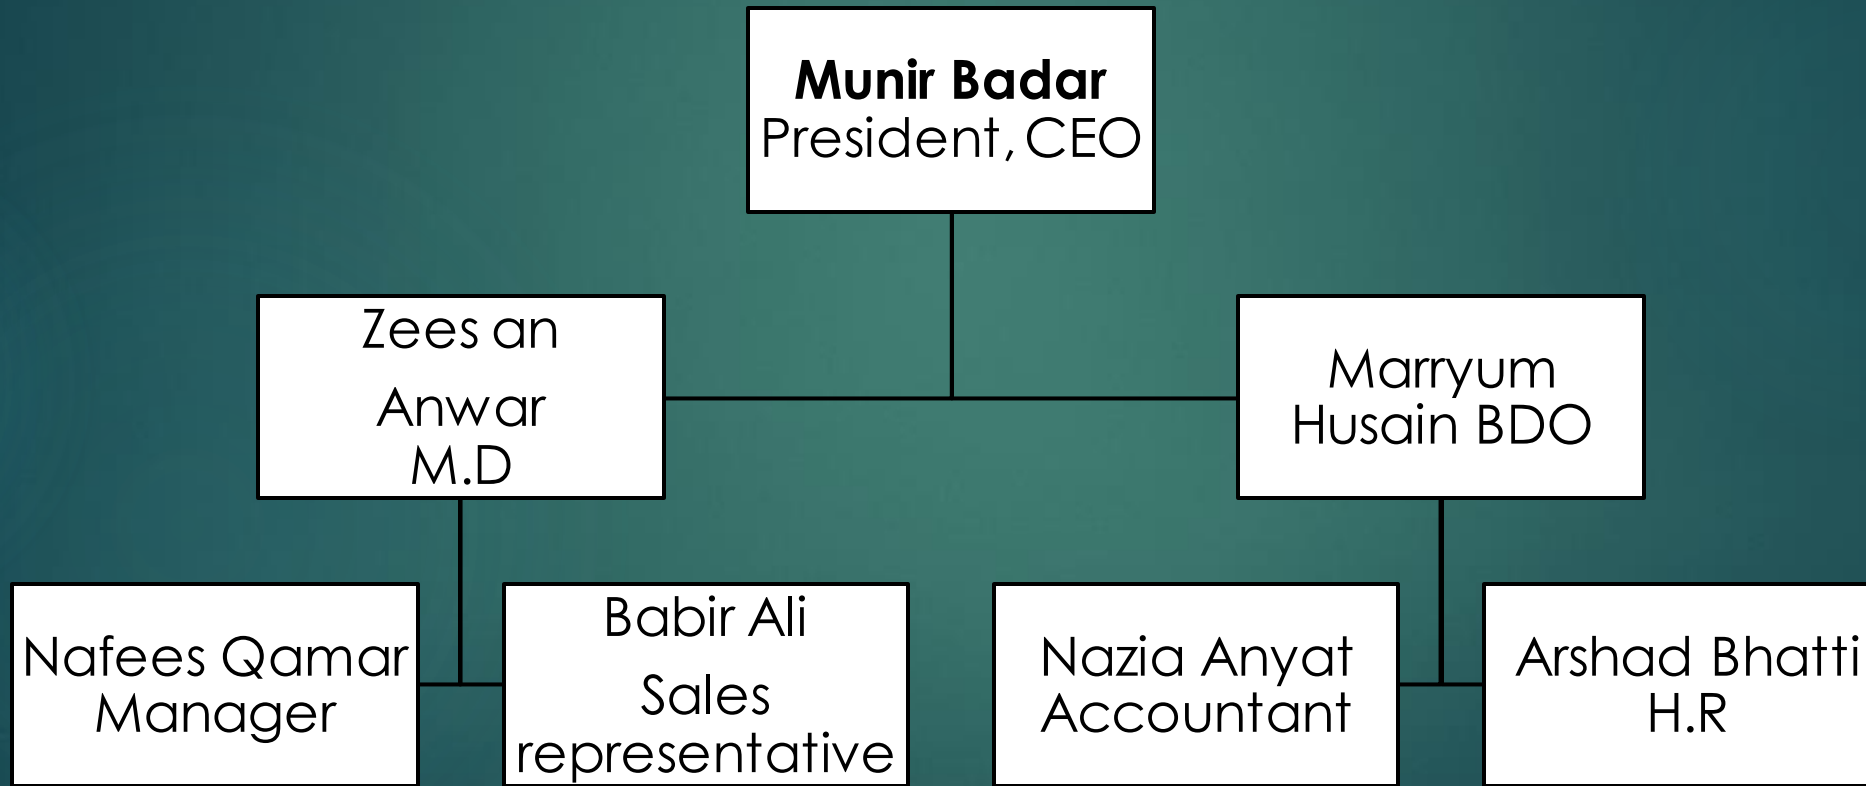 Munir Badar
President, CEO
Zees an
Anwar
M.D
Marryum
Husain BDO
Nafees Qamar
Manager
Babir Ali
Sales
representative
Nazia Anyat
Accountant
Arshad Bhatti
H.R